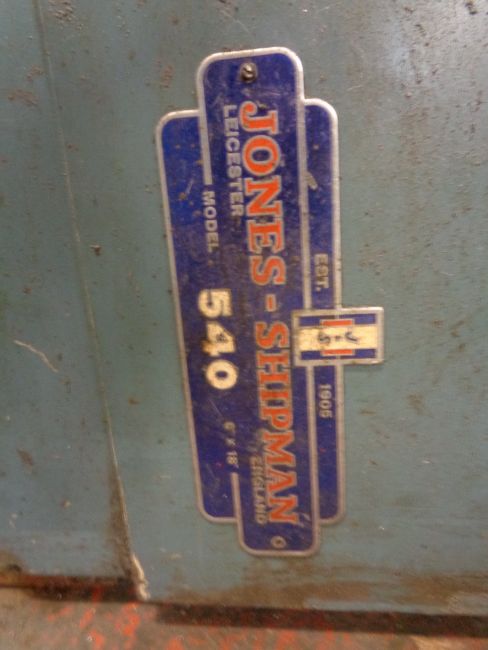 EST. 1905
J-S
JONES-SHIPMAN
LEICESTER ENGLAND
MODEL 540 6" X 18"